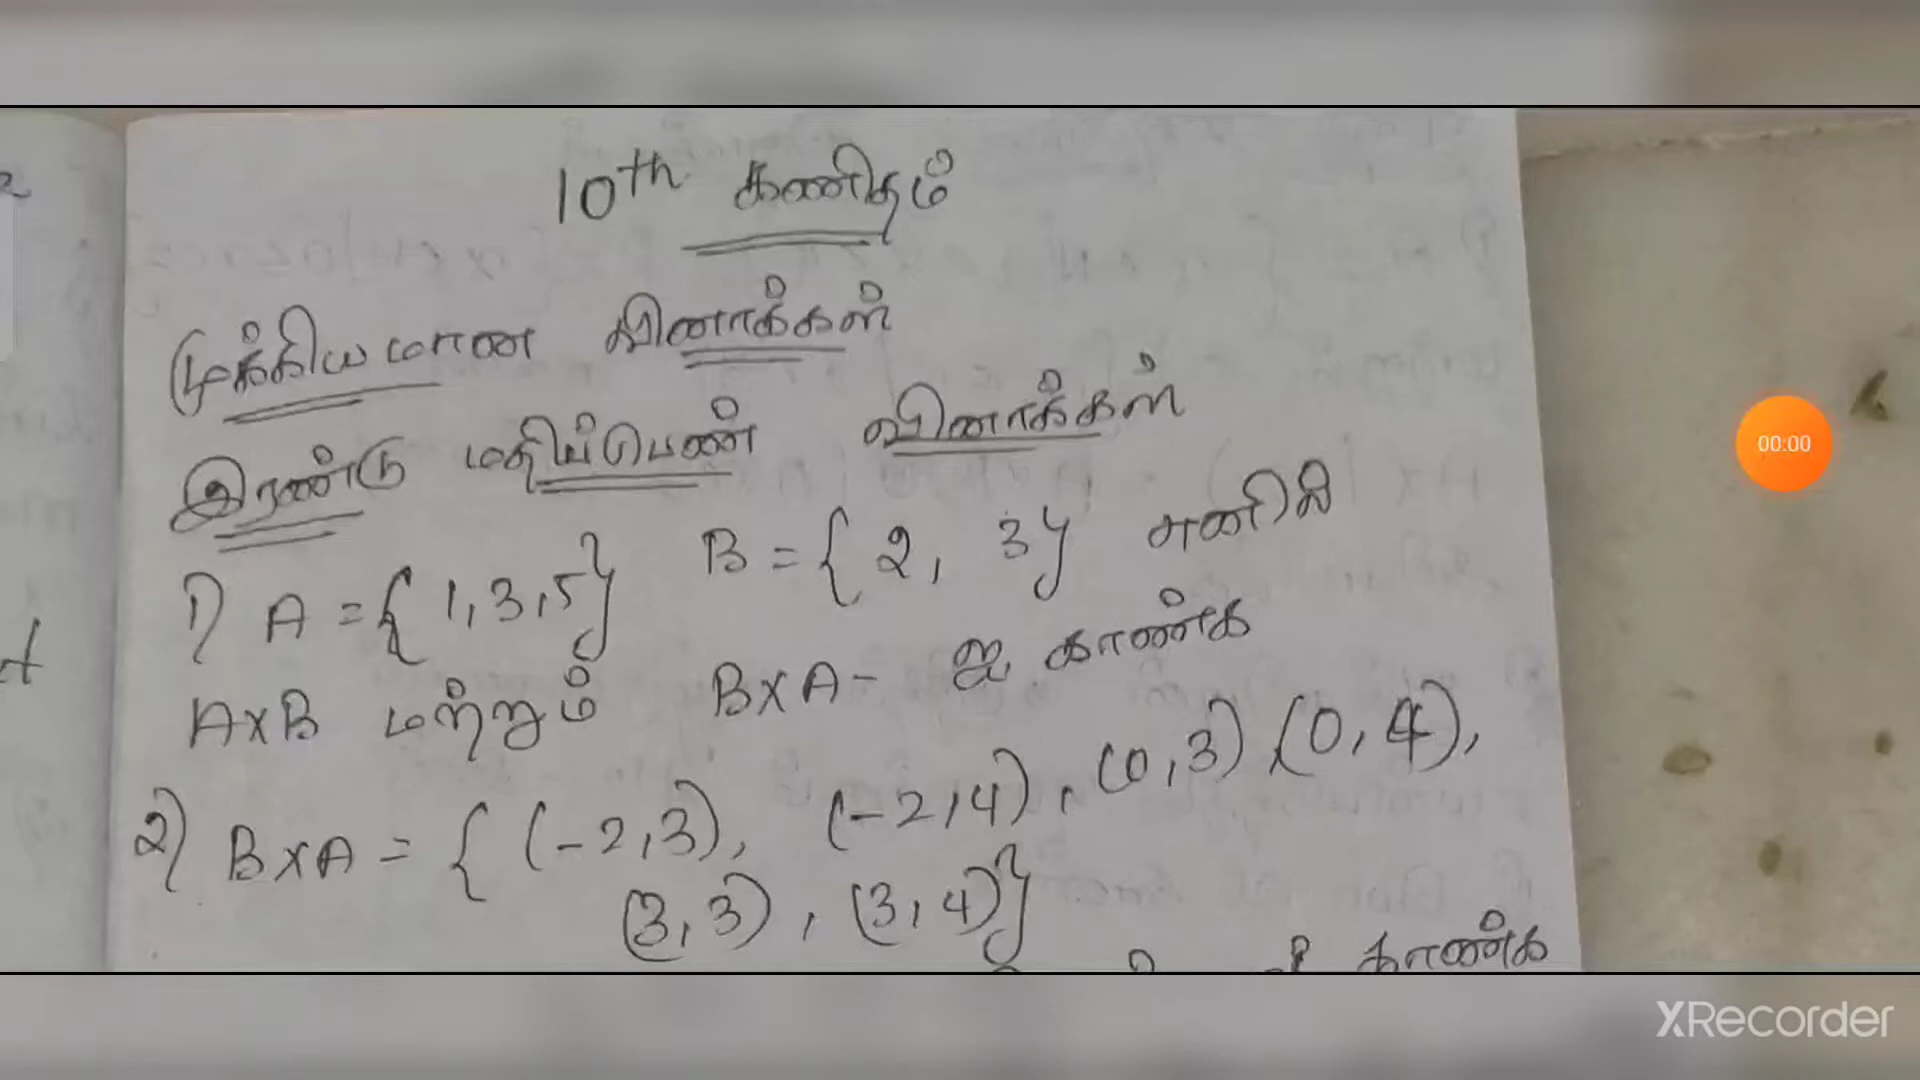 10th கணிதம்
முக்கியமான வினாக்கள்
இரண்டு மதிப்பெண் வினாக்கள்
1) A = {1,3,5} B = {2, 3} எனில்
A×B மற்றும் B×A- ஐ காண்க
2) B×A = { (-2,3), (-2,4), (0,3) (0,4),
(3,3), (3,4)}
காண்க
00:00
XRecorder